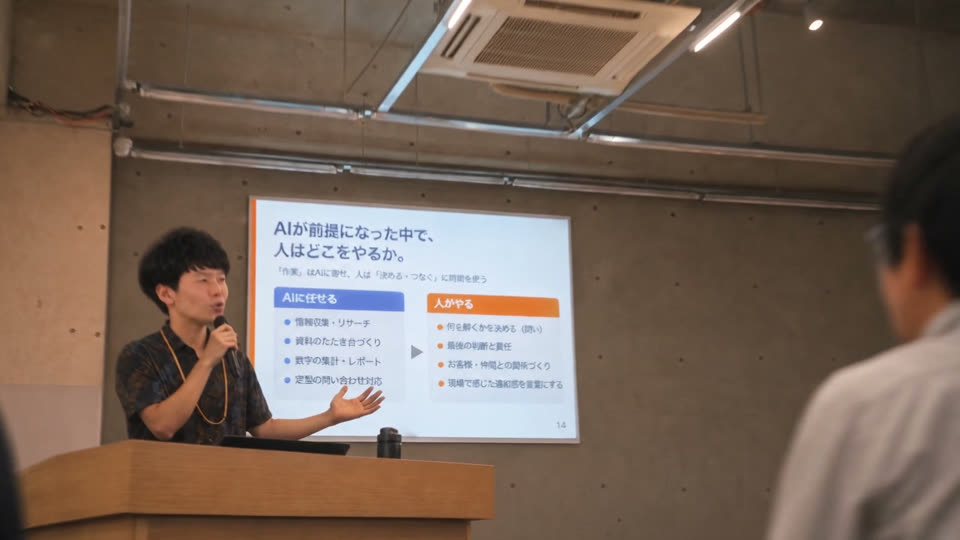 AIが前提になった中で、
人はどこをやるか。
「作業」はAIに寄せ、人は「決める・つなぐ」に時間を使う
AIに任せる
情報収集・リサーチ
資料のたたき台づくり
数字の集計・レポート
定型の問い合わせ対応
人がやる
何を解くかを決める（問い）
最後の判断と責任
お客様・仲間との関係づくり
現場で感じた違和感を言葉にする
14